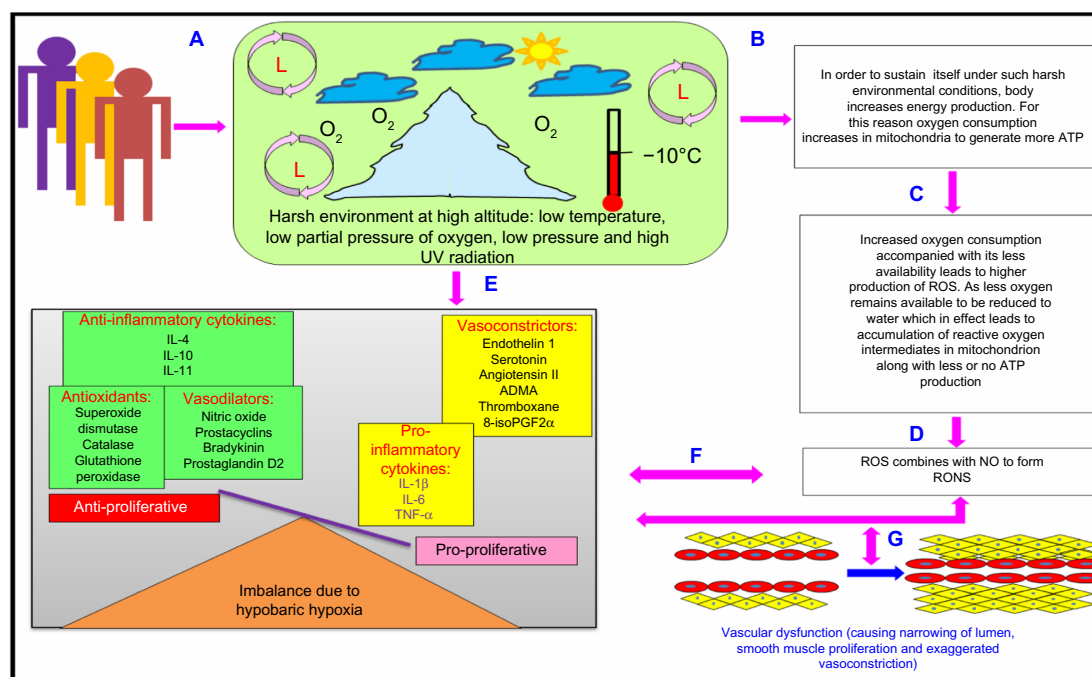 A
B
L
L
L
O2
O2
O2
−10°C
Harsh environment at high altitude: low temperature,
low partial pressure of oxygen, low pressure and high
UV radiation
In order to sustain itself under such harsh
environmental conditions, body
increases energy production. For
this reason oxygen consumption
increases in mitochondria to generate more ATP
C
Increased oxygen consumption
accompanied with its less
availability leads to higher
production of ROS. As less oxygen
remains available to be reduced to
water which in effect leads to
accumulation of reactive oxygen
intermediates in mitochondrion
along with less or no ATP
production
D
ROS combines with NO to form
RONS
E
Anti-inflammatory cytokines:
IL-4
IL-10
IL-11
Antioxidants:
Superoxide
dismutase
Catalase
Glutathione
peroxidase
Vasodilators:
Nitric oxide
Prostacyclins
Bradykinin
Prostaglandin D2
Vasoconstrictors:
Endothelin 1
Serotonin
Angiotensin II
ADMA
Thromboxane
8-isoPGF2α
Pro-
inflammatory
cytokines:
IL-1β
IL-6
TNF-α
Anti-proliferative
Pro-proliferative
Imbalance due to
hypobaric hypoxia
F
G
Vascular dysfunction (causing narrowing of lumen,
smooth muscle proliferation and exaggerated
vasoconstriction)